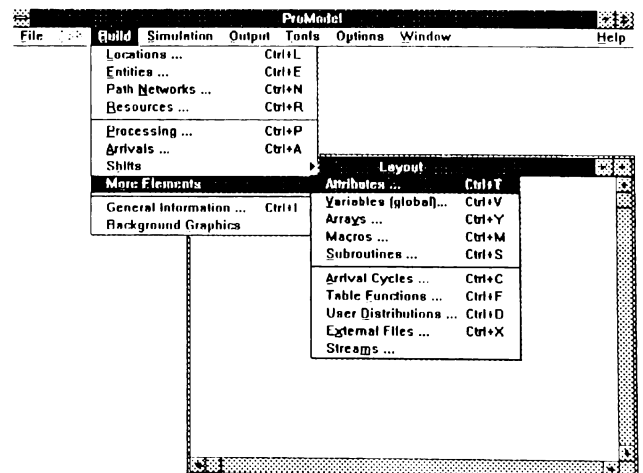 ProModel
File Build Simulation Output Tools Options Window Help
Locations ... Ctrl+L
Entities ... Ctrl+E
Path Networks ... Ctrl+N
Resources ... Ctrl+R
Processing ... Ctrl+P
Arrivals ... Ctrl+A
Shifts
More Elements
General Information ... Ctrl+I
Background Graphics
Layout
Attributes ... Ctrl+T
Variables (global)... Ctrl+V
Arrays ... Ctrl+Y
Macros ... Ctrl+M
Subroutines ... Ctrl+S
Arrival Cycles ... Ctrl+C
Table Functions ... Ctrl+F
User Distributions ... Ctrl+D
External Files ... Ctrl+X
Streams ...